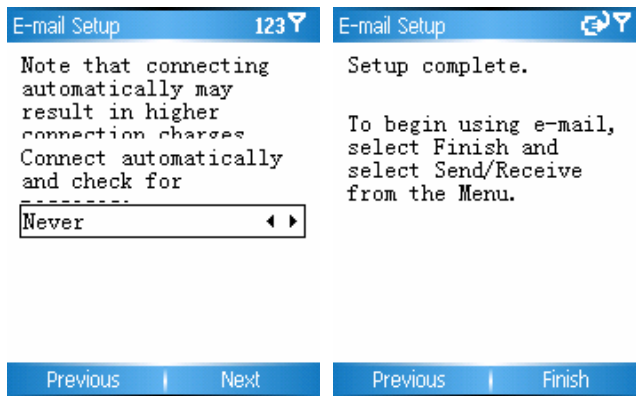 E-mail Setup 123
Note that connecting
automatically may
result in higher
connection charges
Connect automatically
and check for
Never
Previous Next
E-mail Setup
Setup complete.
To begin using e-mail,
select Finish and
select Send/Receive
from the Menu.
Previous Finish